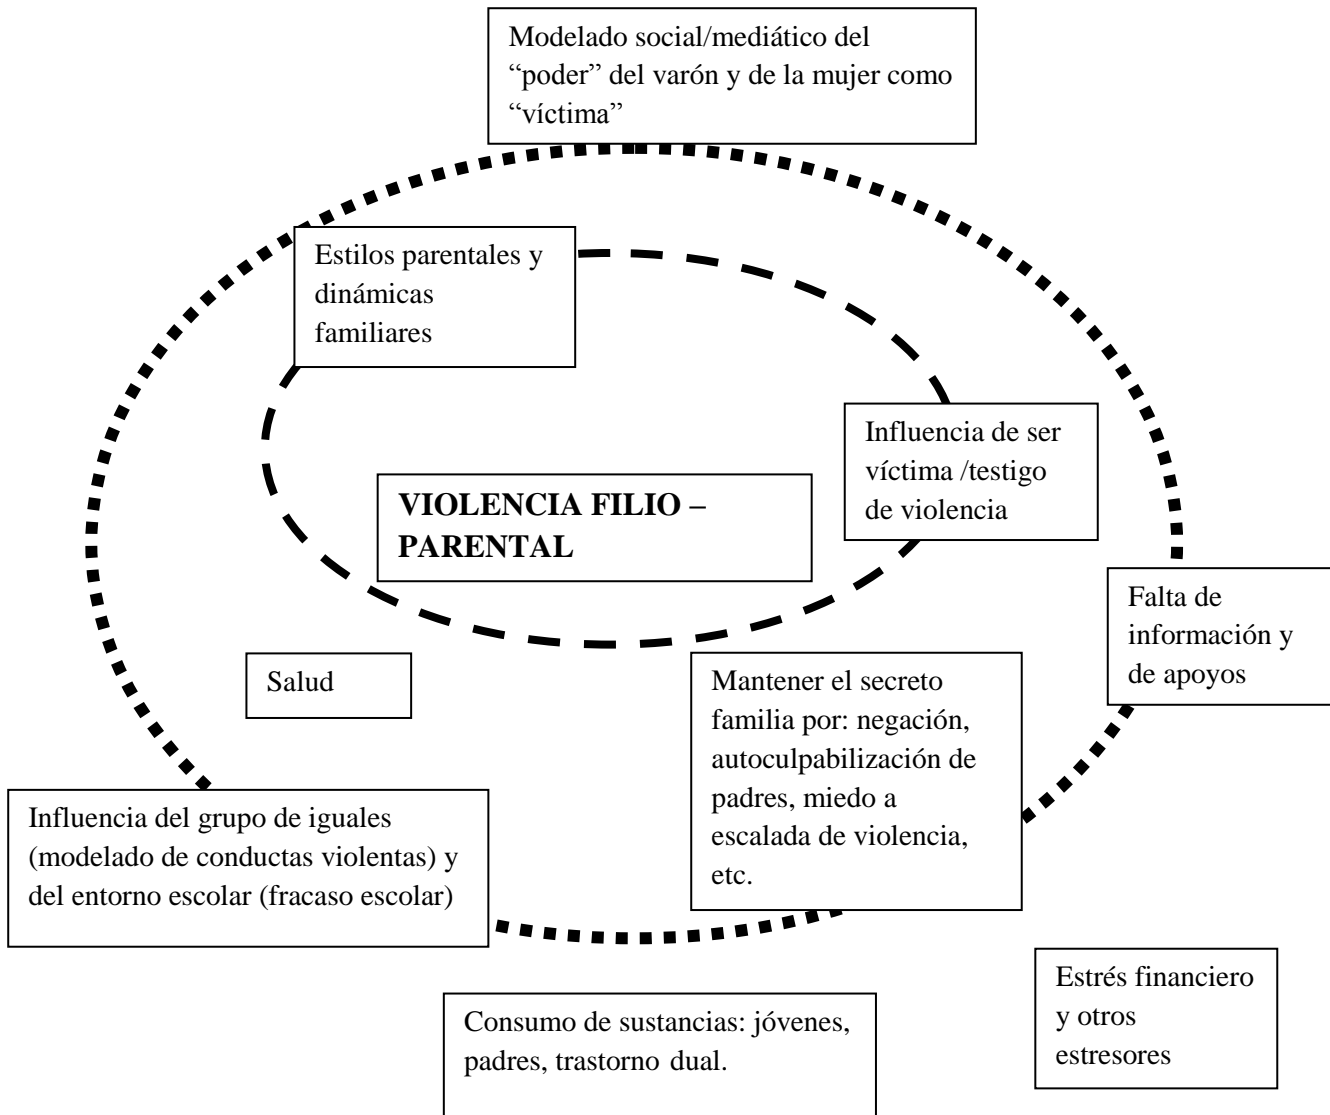 Modelado social/mediático del
“poder” del varón y de la mujer como
“víctima”
Estilos parentales y
dinámicas
familiares
Influencia de ser
víctima /testigo
de violencia
VIOLENCIA FILIO –
PARENTAL
Falta de
información y
de apoyos
Salud
Mantener el secreto
familia por: negación,
autoculpabilización de
padres, miedo a
escalada de violencia,
etc.
Influencia del grupo de iguales
(modelado de conductas violentas) y
del entorno escolar (fracaso escolar)
Estrés financiero
y otros
estresores
Consumo de sustancias: jóvenes,
padres, trastorno dual.